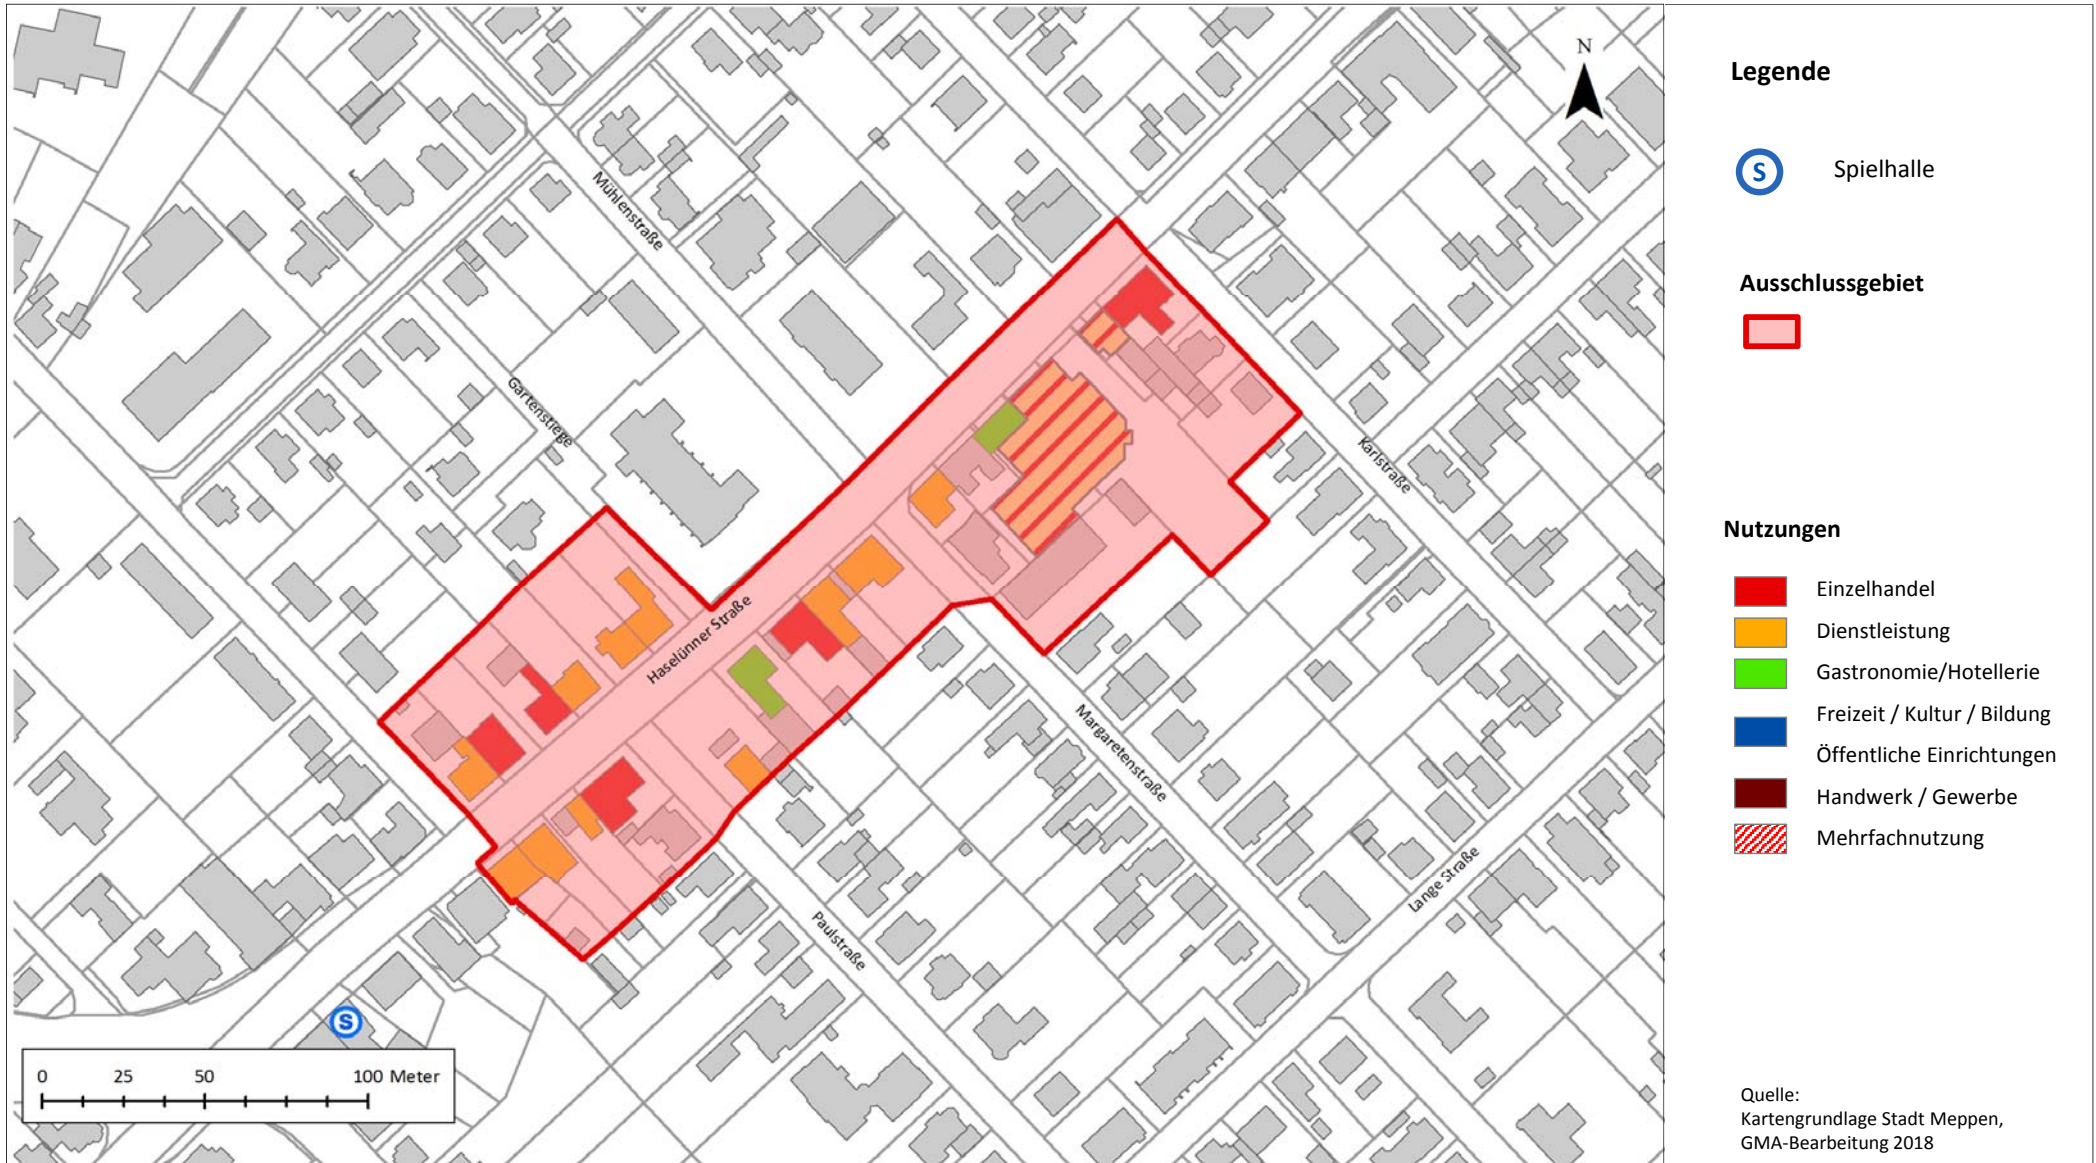 N
Mühlenstraße
Gartenstiege
Karlstraße
Haselünner Straße
Margaretenstraße
Lange Straße
Paulstraße
S
0 25 50 100 Meter
Legende
S Spielhalle
Ausschlussgebiet
Nutzungen
Einzelhandel
Dienstleistung
Gastronomie/Hotellerie
Freizeit / Kultur / Bildung
Öffentliche Einrichtungen
Handwerk / Gewerbe
Mehrfachnutzung
Quelle:
Kartengrundlage Stadt Meppen,
GMA-Bearbeitung 2018